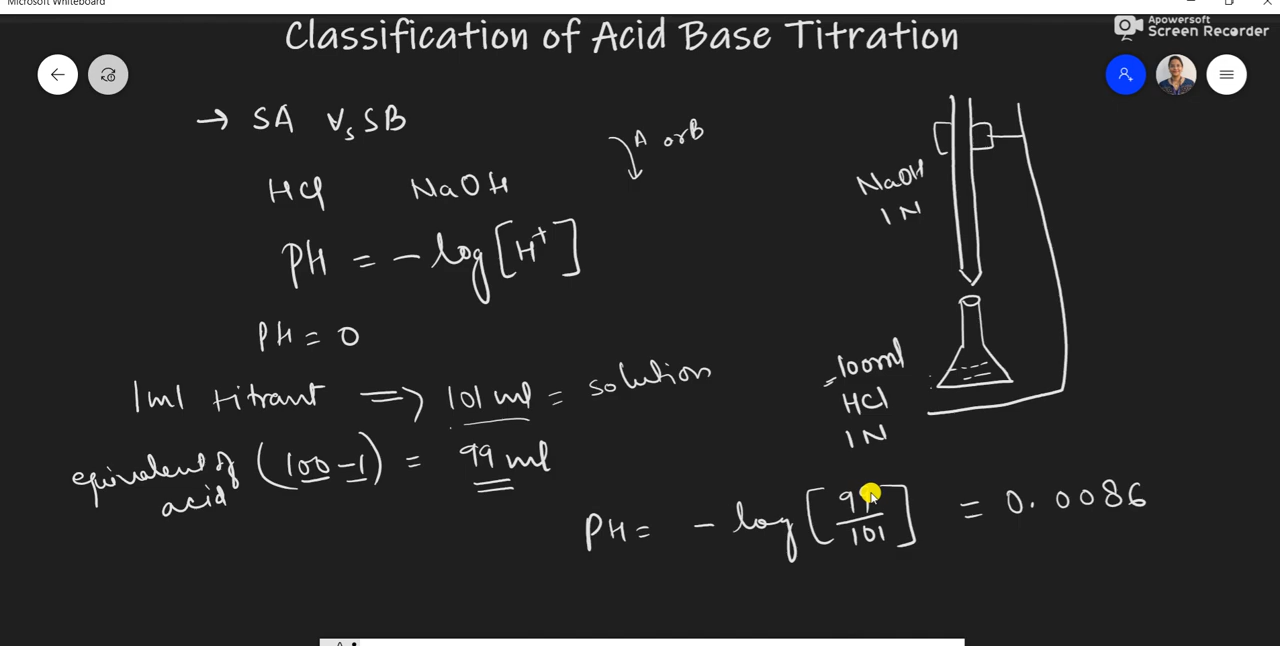 Microsoft Whiteboard
Classification of Acid Base Titration
Apowersoft
Screen Recorder
→ SA Vs SB
A or B
HCl NaOH
NaOH
1N
PH = - log [H+]
PH = 0
1ml titrant => 101 ml = solution
100ml
HCl
1N
equivalent of acid (100-1) = 99 ml
PH = - log [99/101] = 0.0086